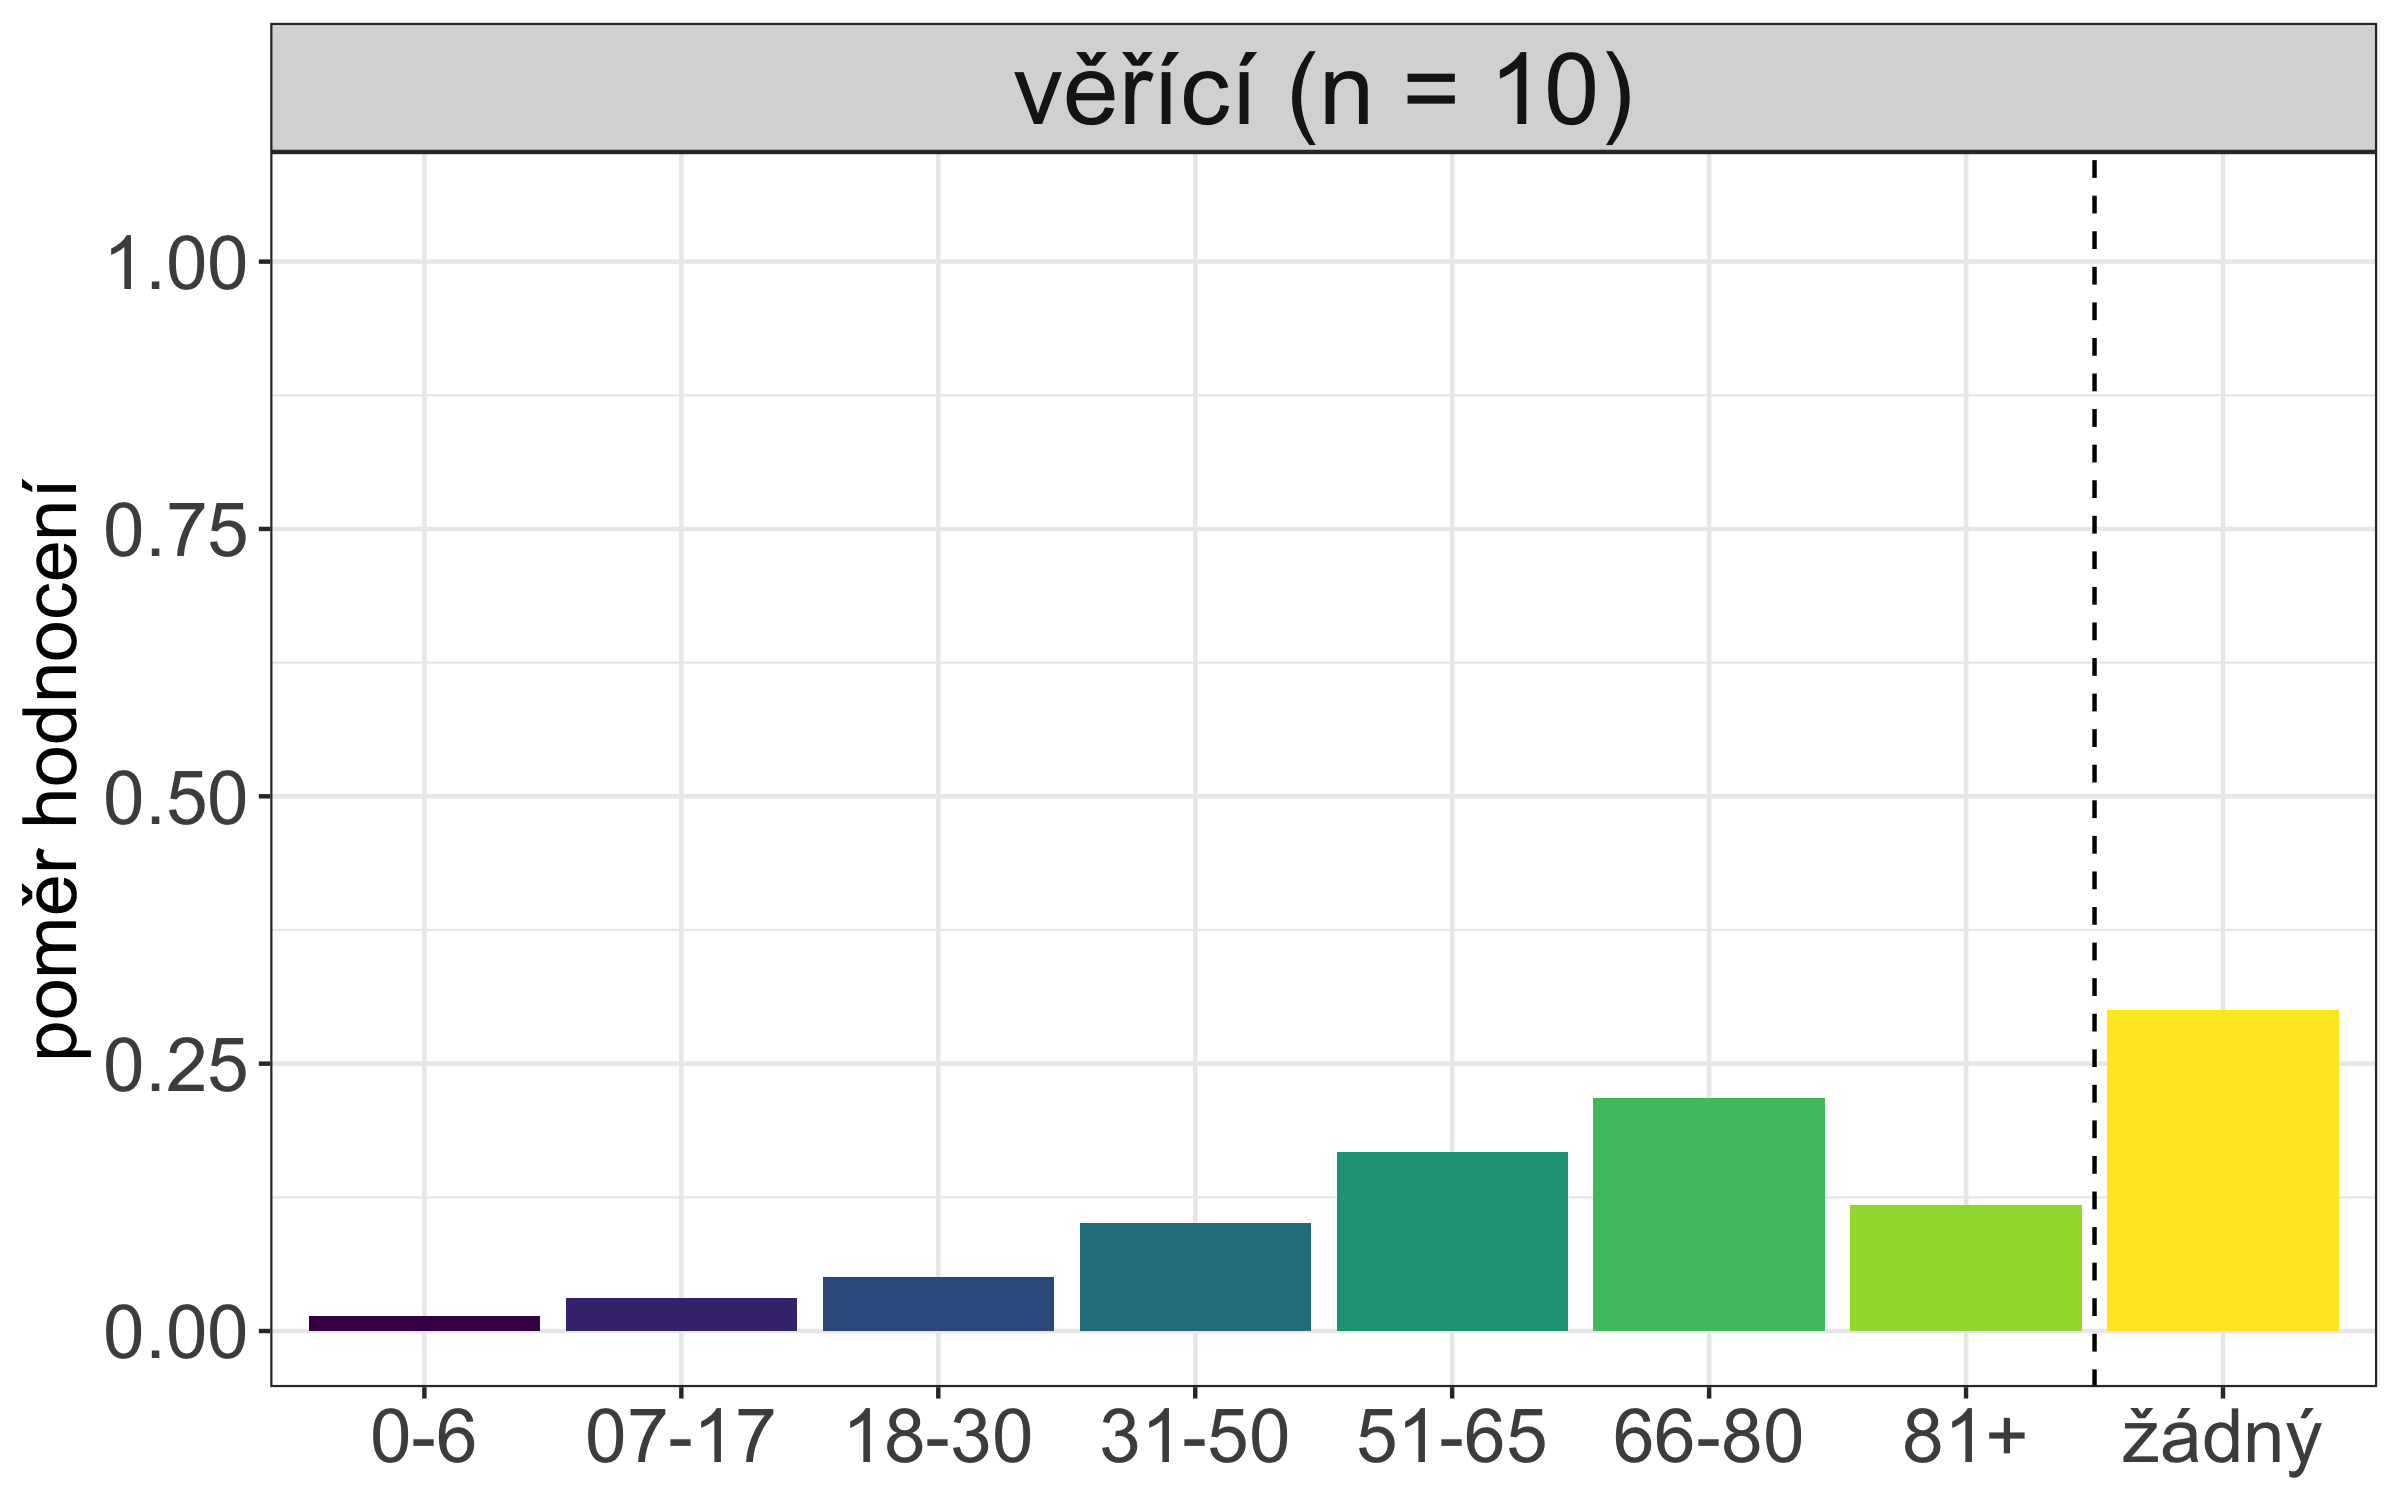 věřící (n = 10)
poměr hodnocení
1.00
0.75
0.50
0.25
0.00
0-6 07-17 18-30 31-50 51-65 66-80 81+ žádný